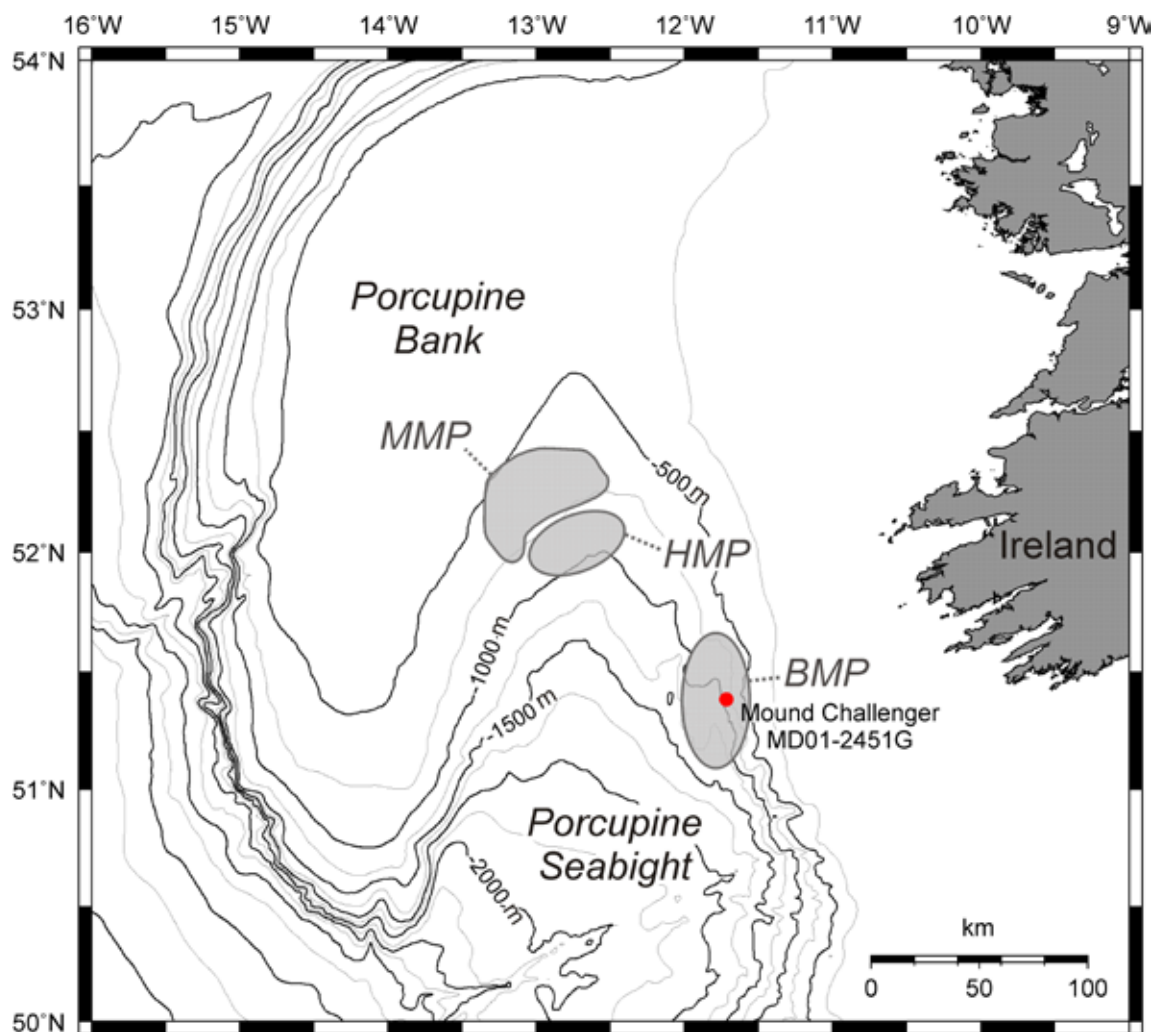 16°W 15°W 14°W 13°W 12°W 11°W 10°W 9°W
54°N
53°N
52°N
51°N
50°N
Porcupine
Bank
MMP
-500 m
HMP
Ireland
-1000 m
BMP
-1500 m
Mound Challenger
MD01-2451G
Porcupine
Seabight
-2000 m
km
0 50 100